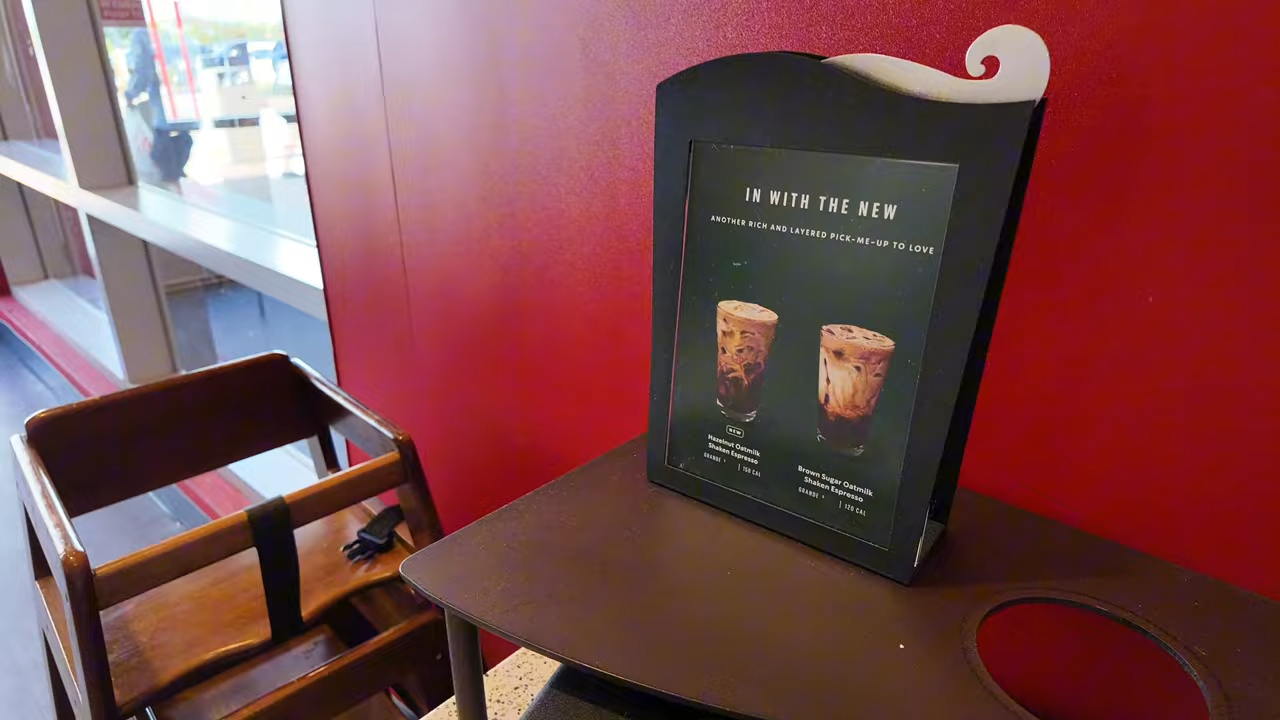 IN WITH THE NEW
ANOTHER RICH AND LAYERED PICK-ME-UP TO LOVE
NEW
Hazelnut Oatmilk
Shaken Espresso
GRANDE | 150 CAL
Brown Sugar Oatmilk
Shaken Espresso
GRANDE | 120 CAL